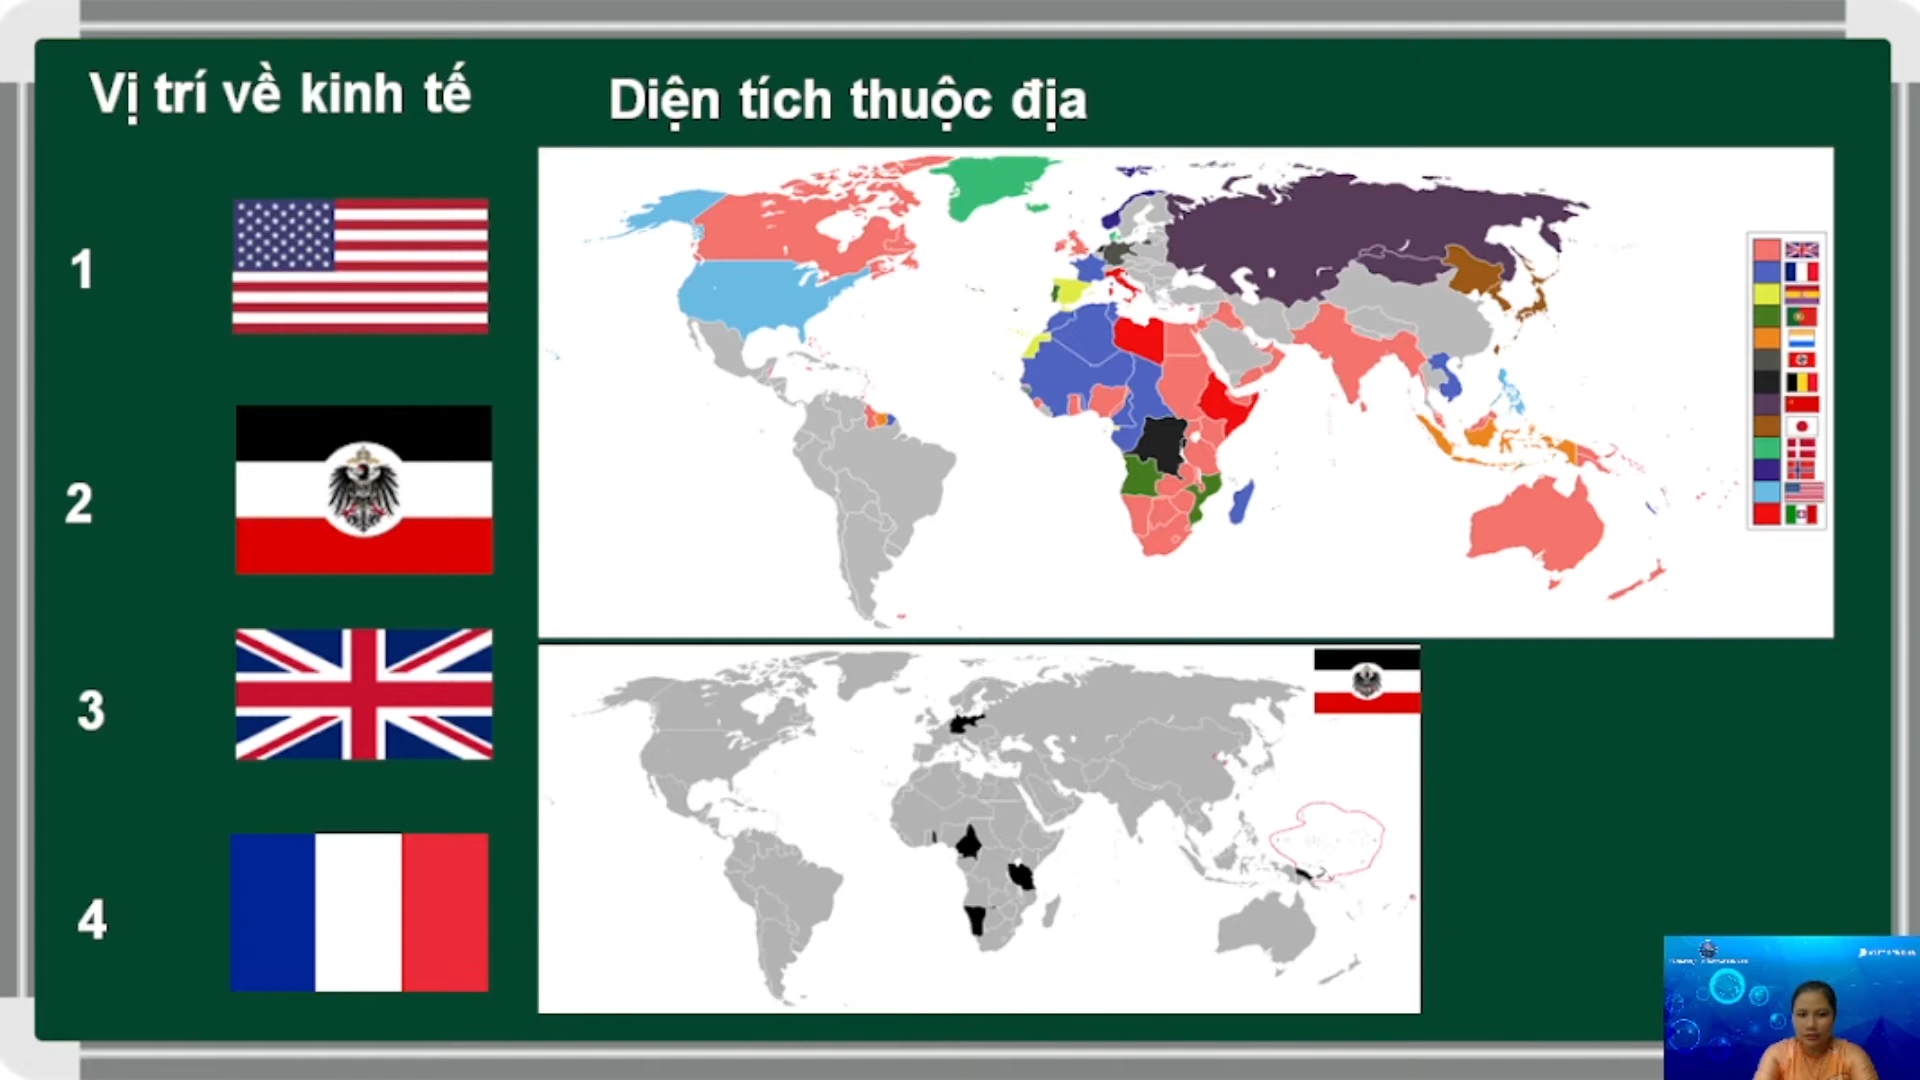 Vị trí về kinh tế
Diện tích thuộc địa
1
2
3
4